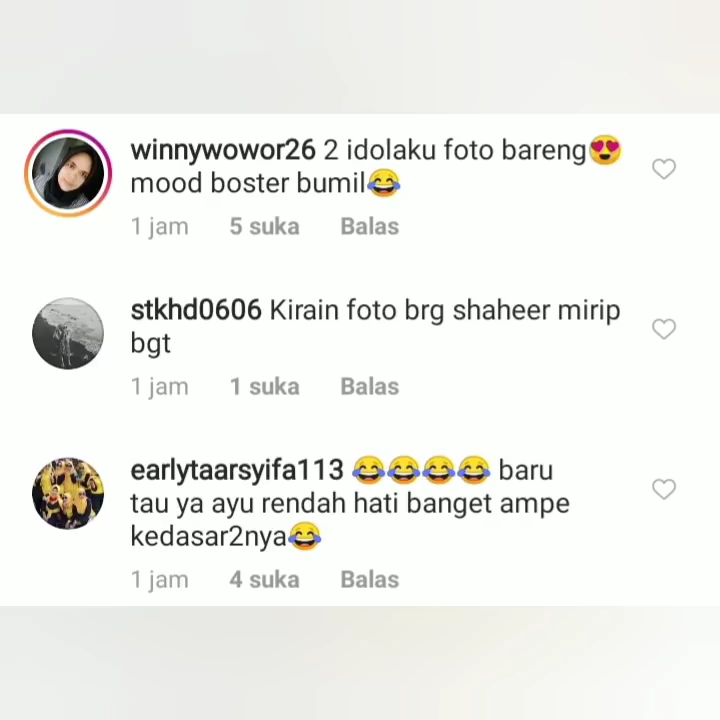 winnywowor26 2 idolaku foto bareng😍
mood boster bumil😂
1 jam 5 suka Balas
stkhd0606 Kirain foto brg shaheer mirip
bgt
1 jam 1 suka Balas
earlytaarsyifa113 😂😂😂😂 baru
tau ya ayu rendah hati banget ampe
kedasar2nya😂
1 jam 4 suka Balas